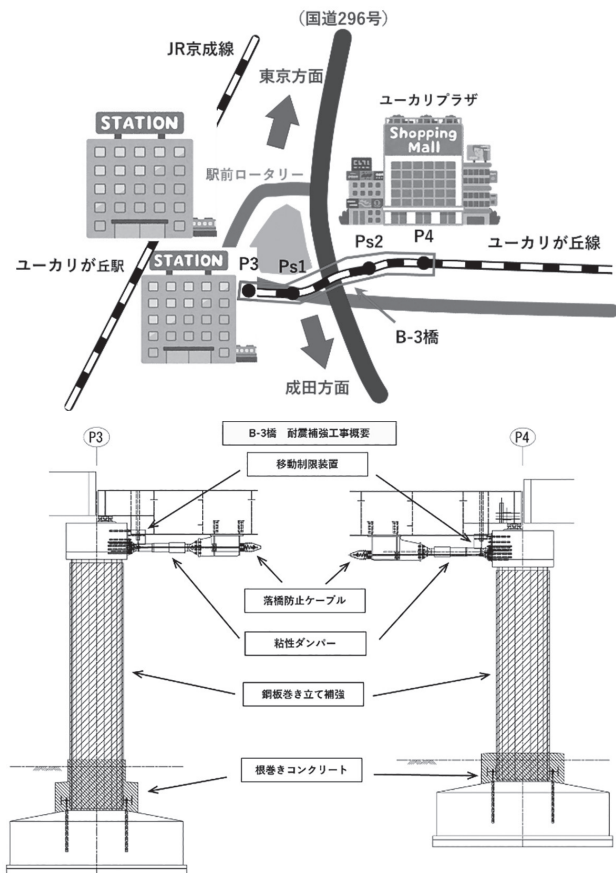 （国道296号）
JR京成線
東京方面
ユーカリプラザ
STATION
Shopping
Mall
駅前ロータリー
ユーカリが丘駅
STATION
P3
Ps1
Ps2
P4
ユーカリが丘線
B-3橋
成田方面
P3
B-3橋　耐震補強工事概要
P4
移動制限装置
落橋防止ケーブル
粘性ダンパー
鋼板巻き立て補強
根巻きコンクリート